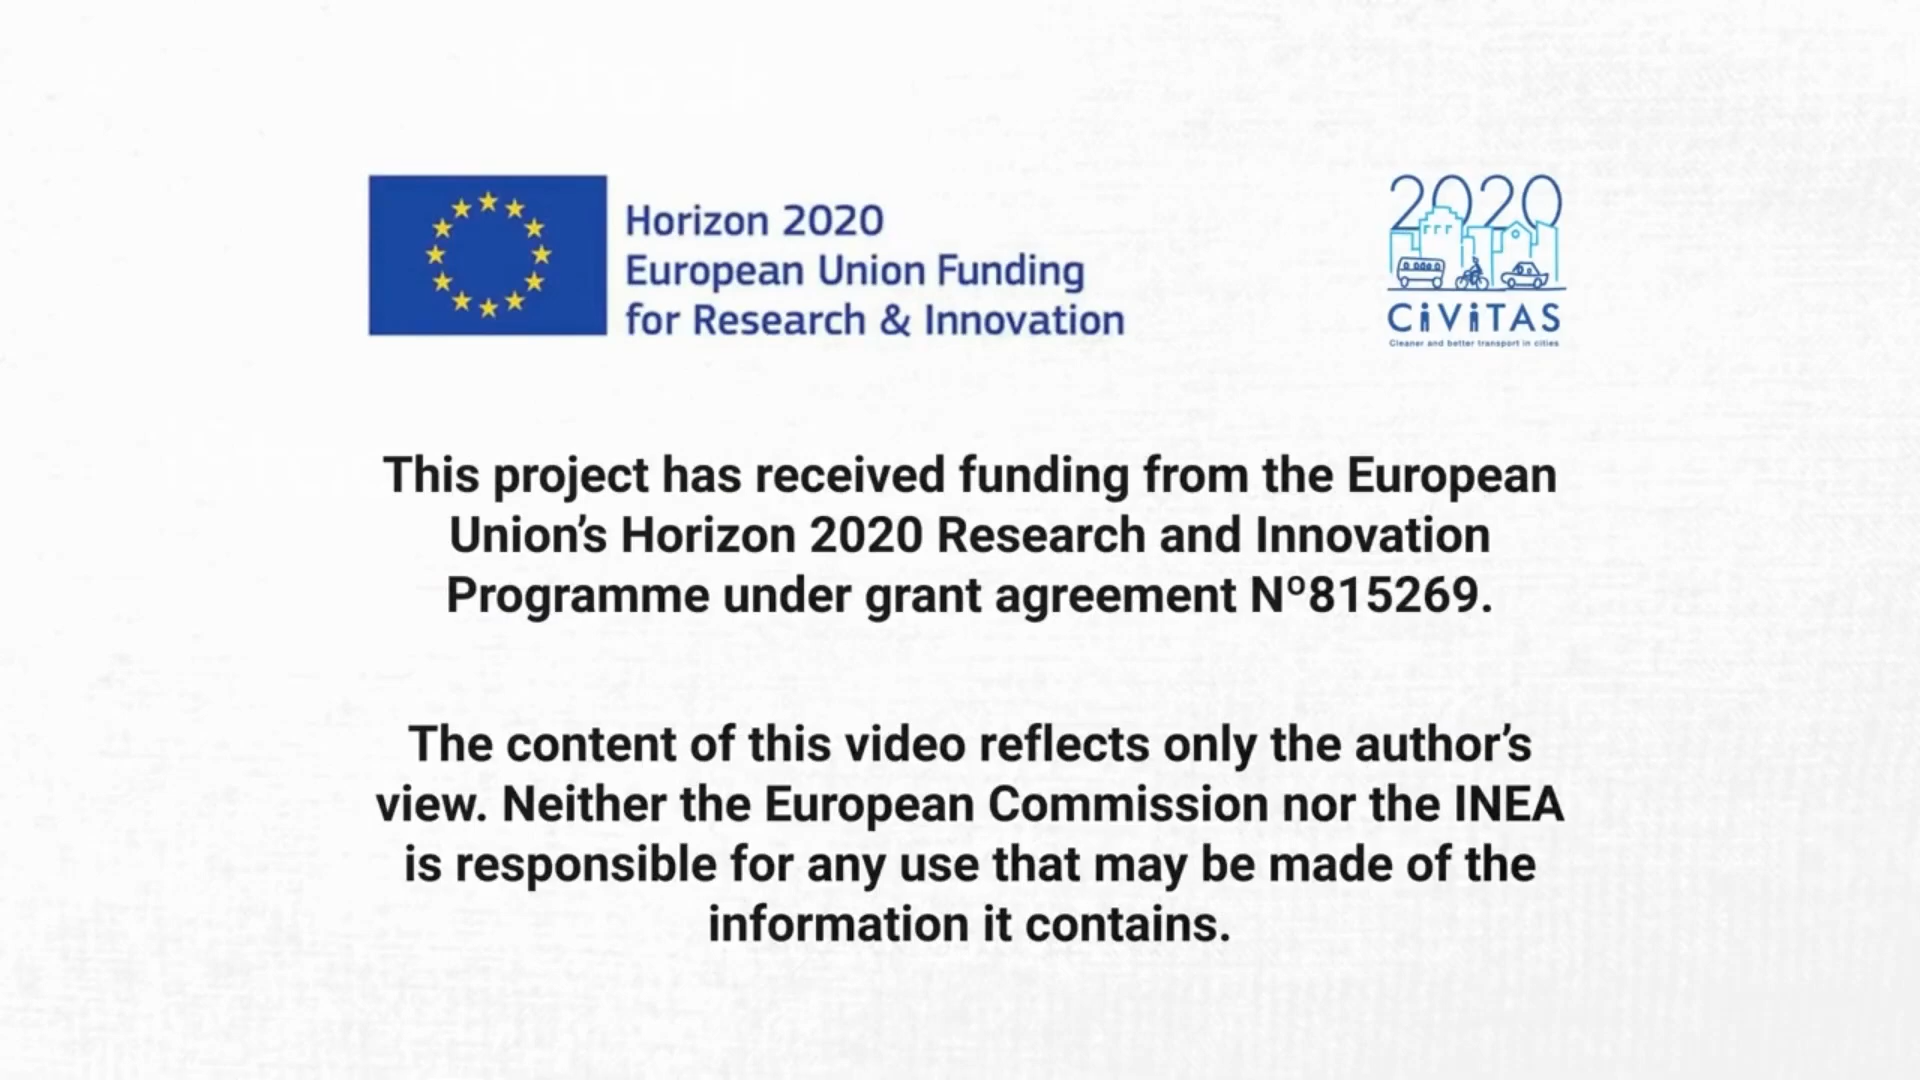 Horizon 2020
European Union Funding
for Research & Innovation
2020
CiViTAS
Cleaner and better transport in cities
This project has received funding from the European
Union’s Horizon 2020 Research and Innovation
Programme under grant agreement Nº815269.
The content of this video reflects only the author’s
view. Neither the European Commission nor the INEA
is responsible for any use that may be made of the
information it contains.